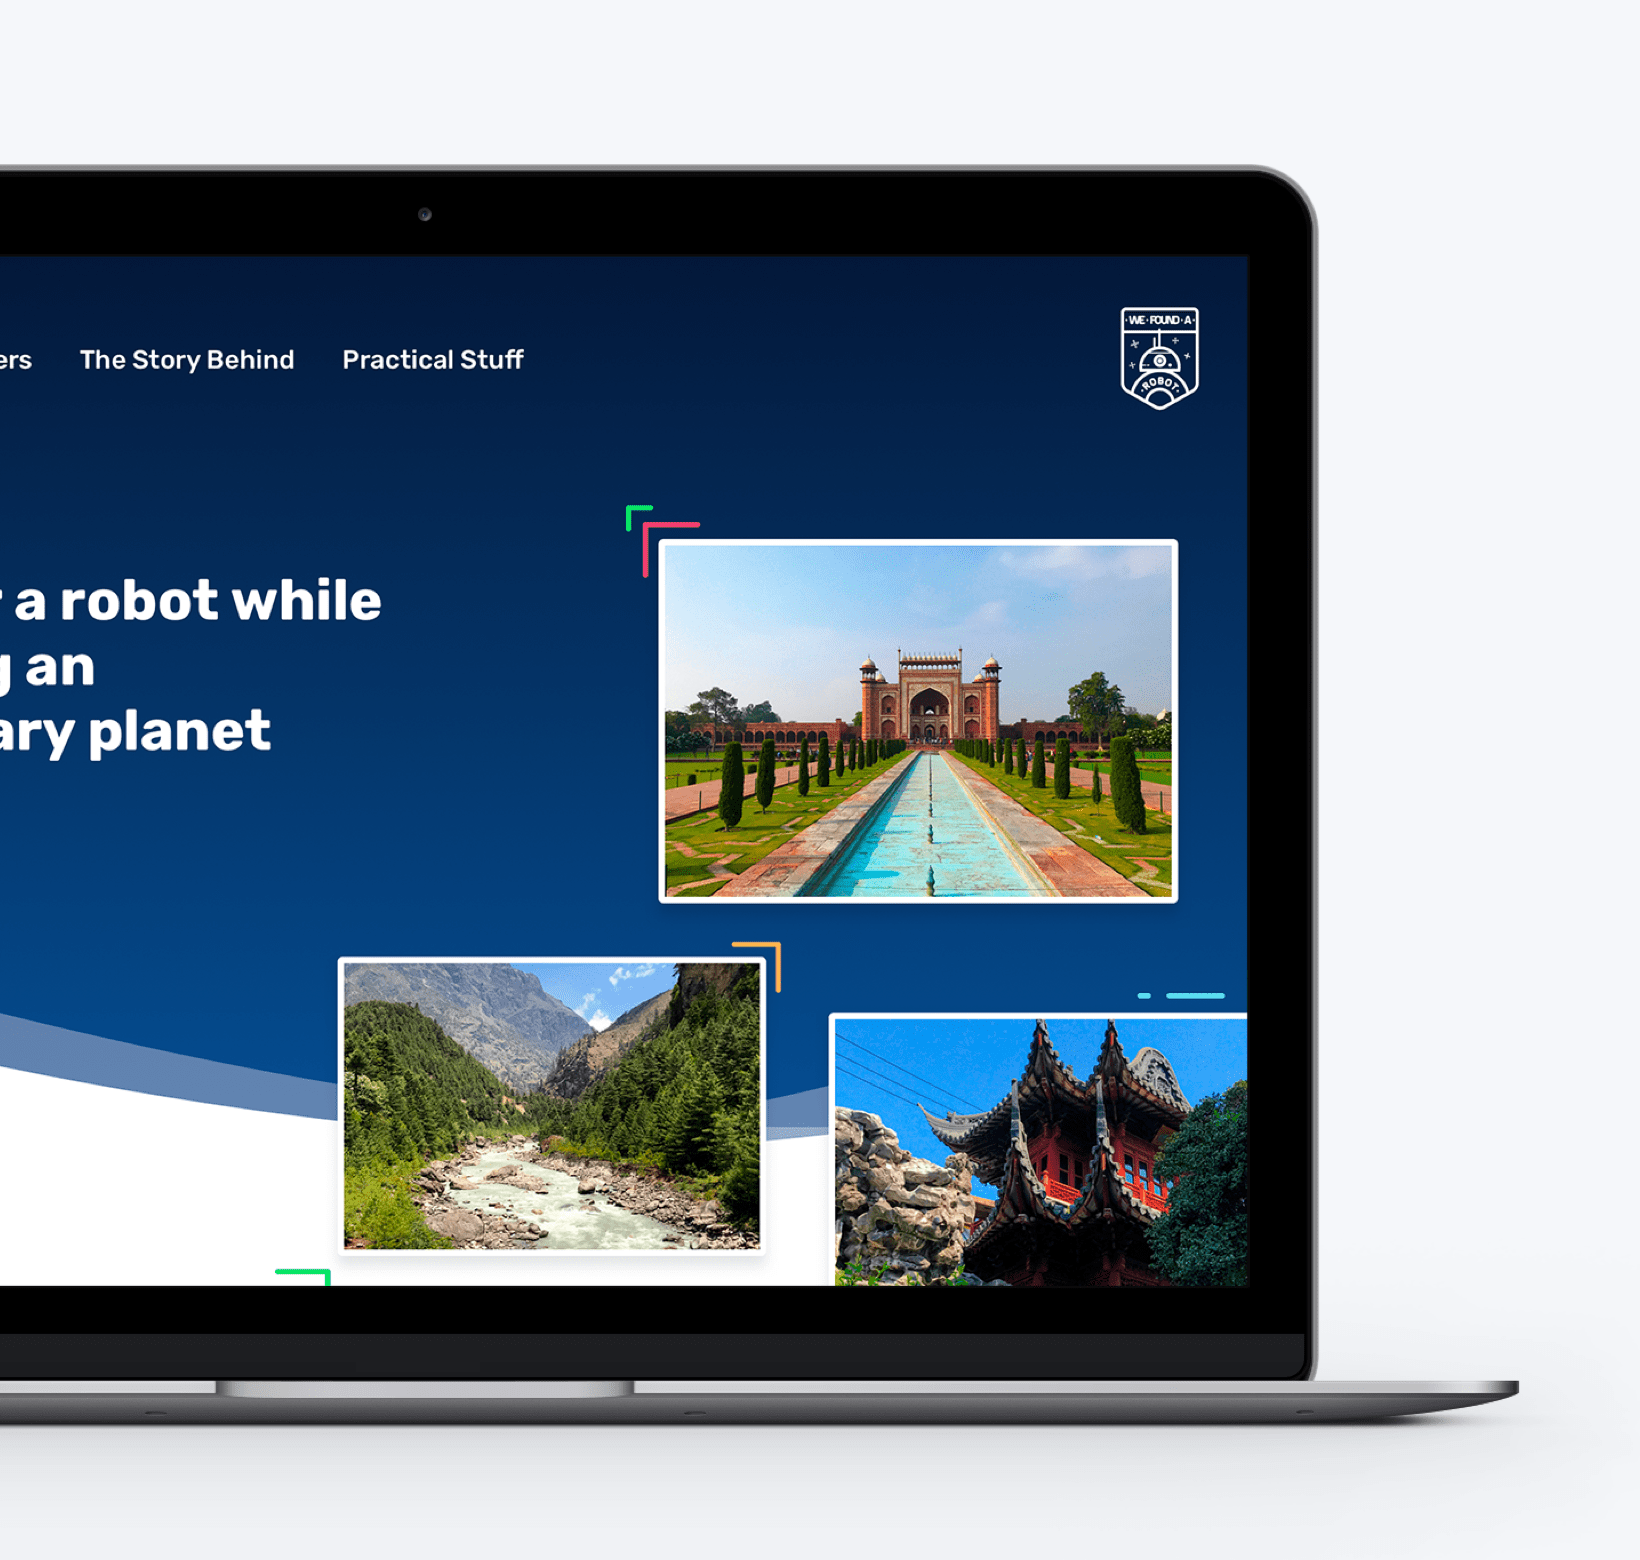 ers The Story Behind Practical Stuff
WE·FOUND·A
·ROBOT·
a robot while
g an
ary planet